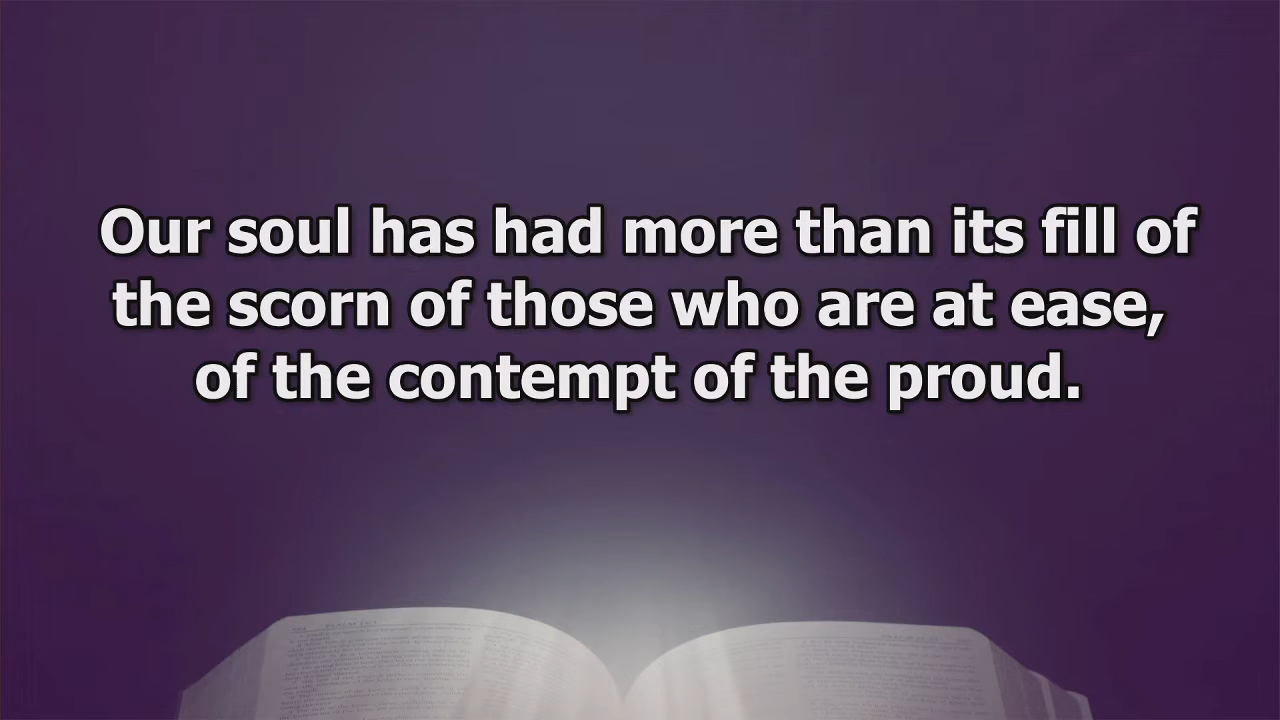 Our soul has had more than its fill of
the scorn of those who are at ease,
of the contempt of the proud.